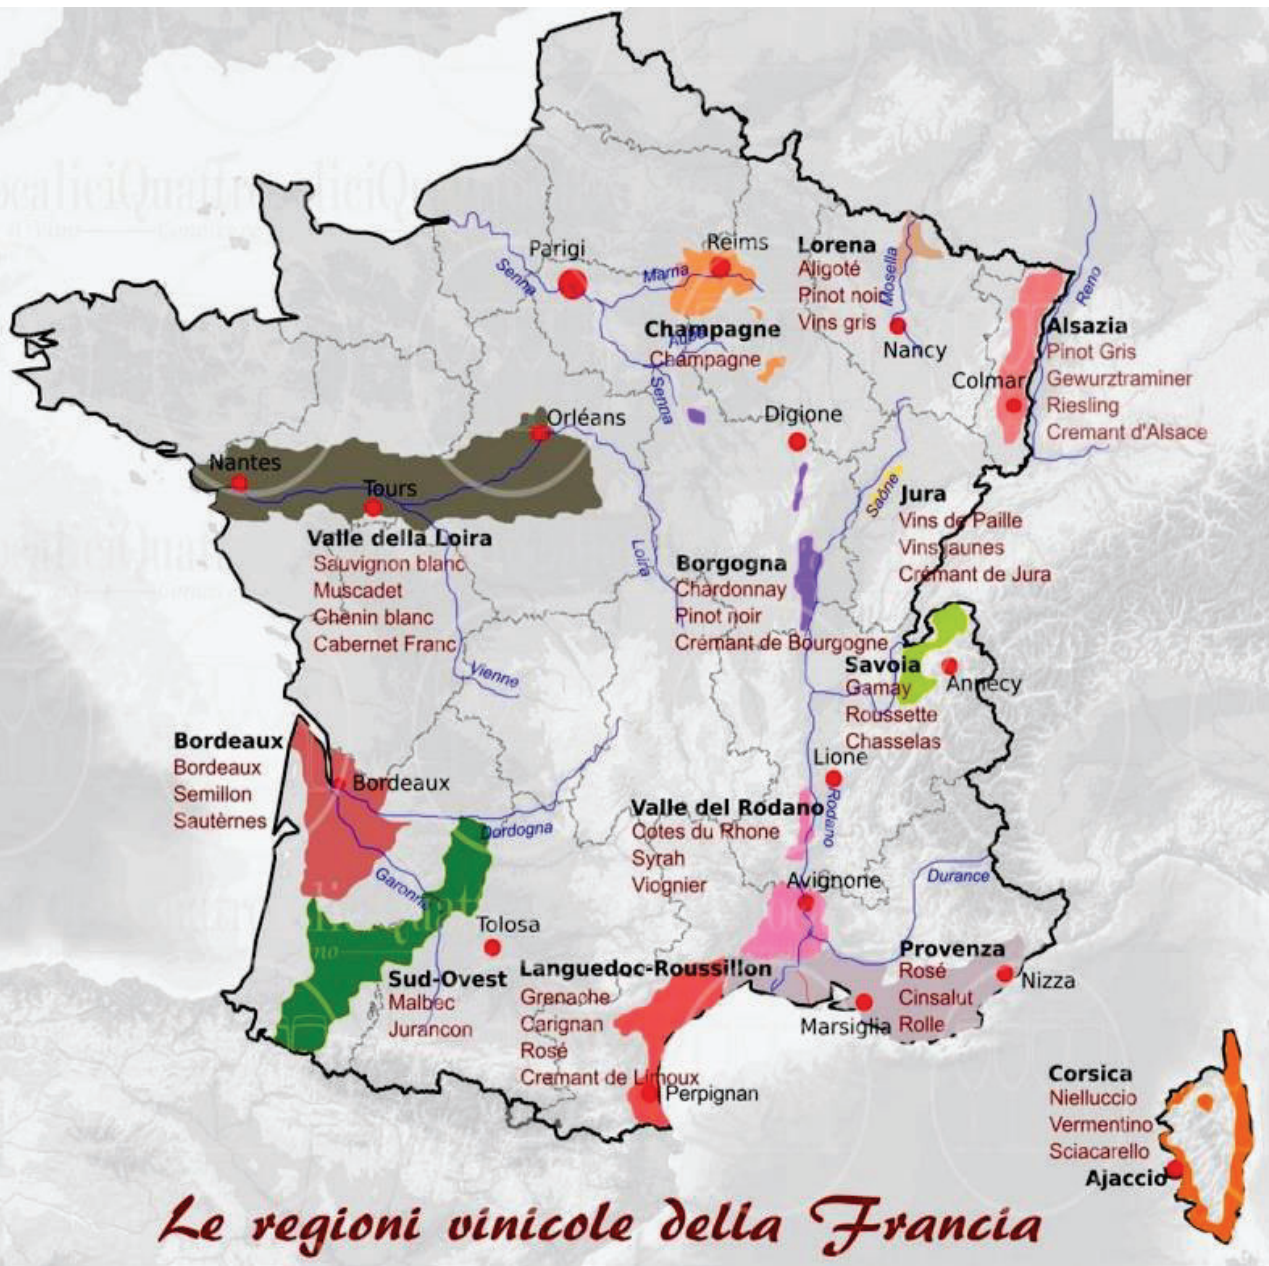 Parigi
Reims
Senna
Marna
Champagne
Champagne
Aube
Senna
Lorena
Aligoté
Pinot noir
Vins gris
Mosella
Nancy
Reno
Alsazia
Pinot Gris
Gewurztraminer
Riesling
Cremant d'Alsace
Colmar
Orléans
Nantes
Tours
Valle della Loira
Sauvignon blanc
Muscadet
Chenin blanc
Cabernet Franc
Loira
Vienne
Digione
Saône
Jura
Vins de Paille
Vins jaunes
Crémant de Jura
Borgogna
Chardonnay
Pinot noir
Crémant de Bourgogne
Savoia
Gamay
Roussette
Chasselas
Annecy
Bordeaux
Bordeaux
Semillon
Sautèrnes
Bordeaux
Dordogna
Garonna
Lione
Valle del Rodano
Cotes du Rhone
Syrah
Viognier
Rodano
Avignone
Durance
Tolosa
Sud-Ovest
Malbec
Jurancon
Languedoc-Roussillon
Grenache
Carignan
Rosé
Cremant de Limoux
Perpignan
Provenza
Rosé
Cinsalut
Rolle
Marsiglia
Nizza
Corsica
Nielluccio
Vermentino
Sciacarello
Ajaccio
Le regioni vinicole della Francia